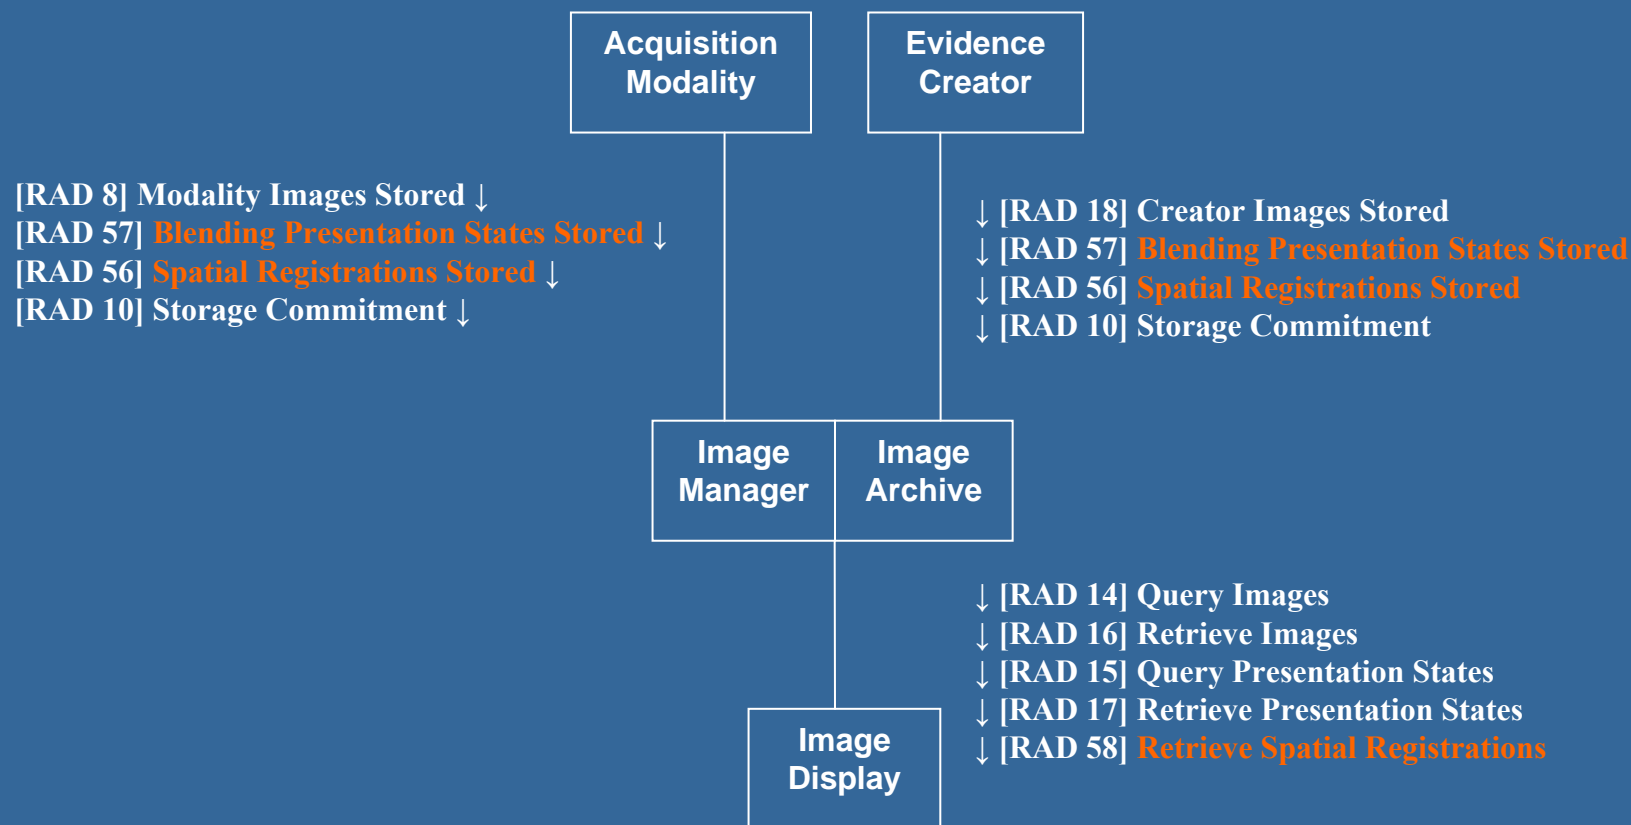 Acquisition
Modality
Evidence
Creator
[RAD 8] Modality Images Stored ↓
[RAD 57] Blending Presentation States Stored ↓
[RAD 56] Spatial Registrations Stored ↓
[RAD 10] Storage Commitment ↓
↓ [RAD 18] Creator Images Stored
↓ [RAD 57] Blending Presentation States Stored
↓ [RAD 56] Spatial Registrations Stored
↓ [RAD 10] Storage Commitment
Image
Manager
Image
Archive
↓ [RAD 14] Query Images
↓ [RAD 16] Retrieve Images
↓ [RAD 15] Query Presentation States
↓ [RAD 17] Retrieve Presentation States
↓ [RAD 58] Retrieve Spatial Registrations
Image
Display